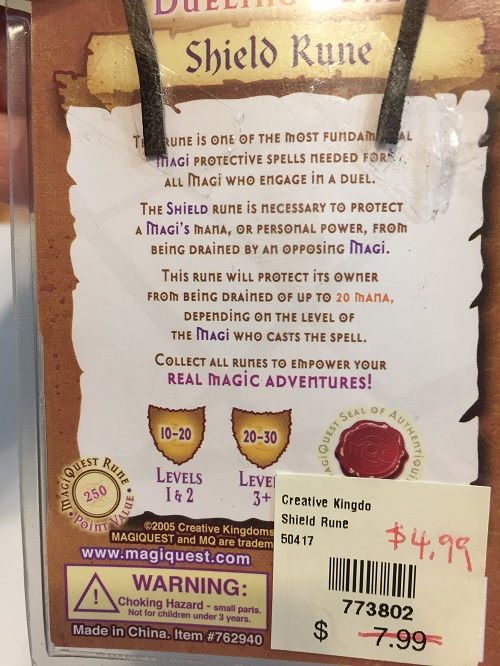 Shield Rune
RUNE IS ONE OF THE MOST
MAGI PROTECTIVE SPELLS NEEDED FOR
ALL MAGI WHO ENGAGE IN A DUEL.
THE SHIELD RUNE IS NECESSARY TO PROTECT
A MAGI'S MANA, OR PERSONAL POWER, FROM
BEING DRAINED BY AN OPPOSING MAGI.
THIS RUNE WILL PROTECT ITS OWNER
FROM BEING DRAINED OF UP TO 20 MANA,
DEPENDING ON THE LEVEL OF
THE MAGI WHO CASTS THE SPELL.
COLLECT ALL RUNES TO EMPOWER YOUR
REAL MAGIC ADVENTURES!
10-20
20-30
LEVELS
1 & 2
3+
MAGIQUEST SEAL OF
MAGIQUEST RUNE
250
POINT VALUE
©2005 Creative Kingdoms
MAGIQUEST and MQ are
www.magiquest.com
WARNING:
Choking Hazard - small parts.
Not for children under 3 years.
Made in China. Item #762940
Creative Kingdo
Shield Rune
50417
$4.99
773802
$ 7.99